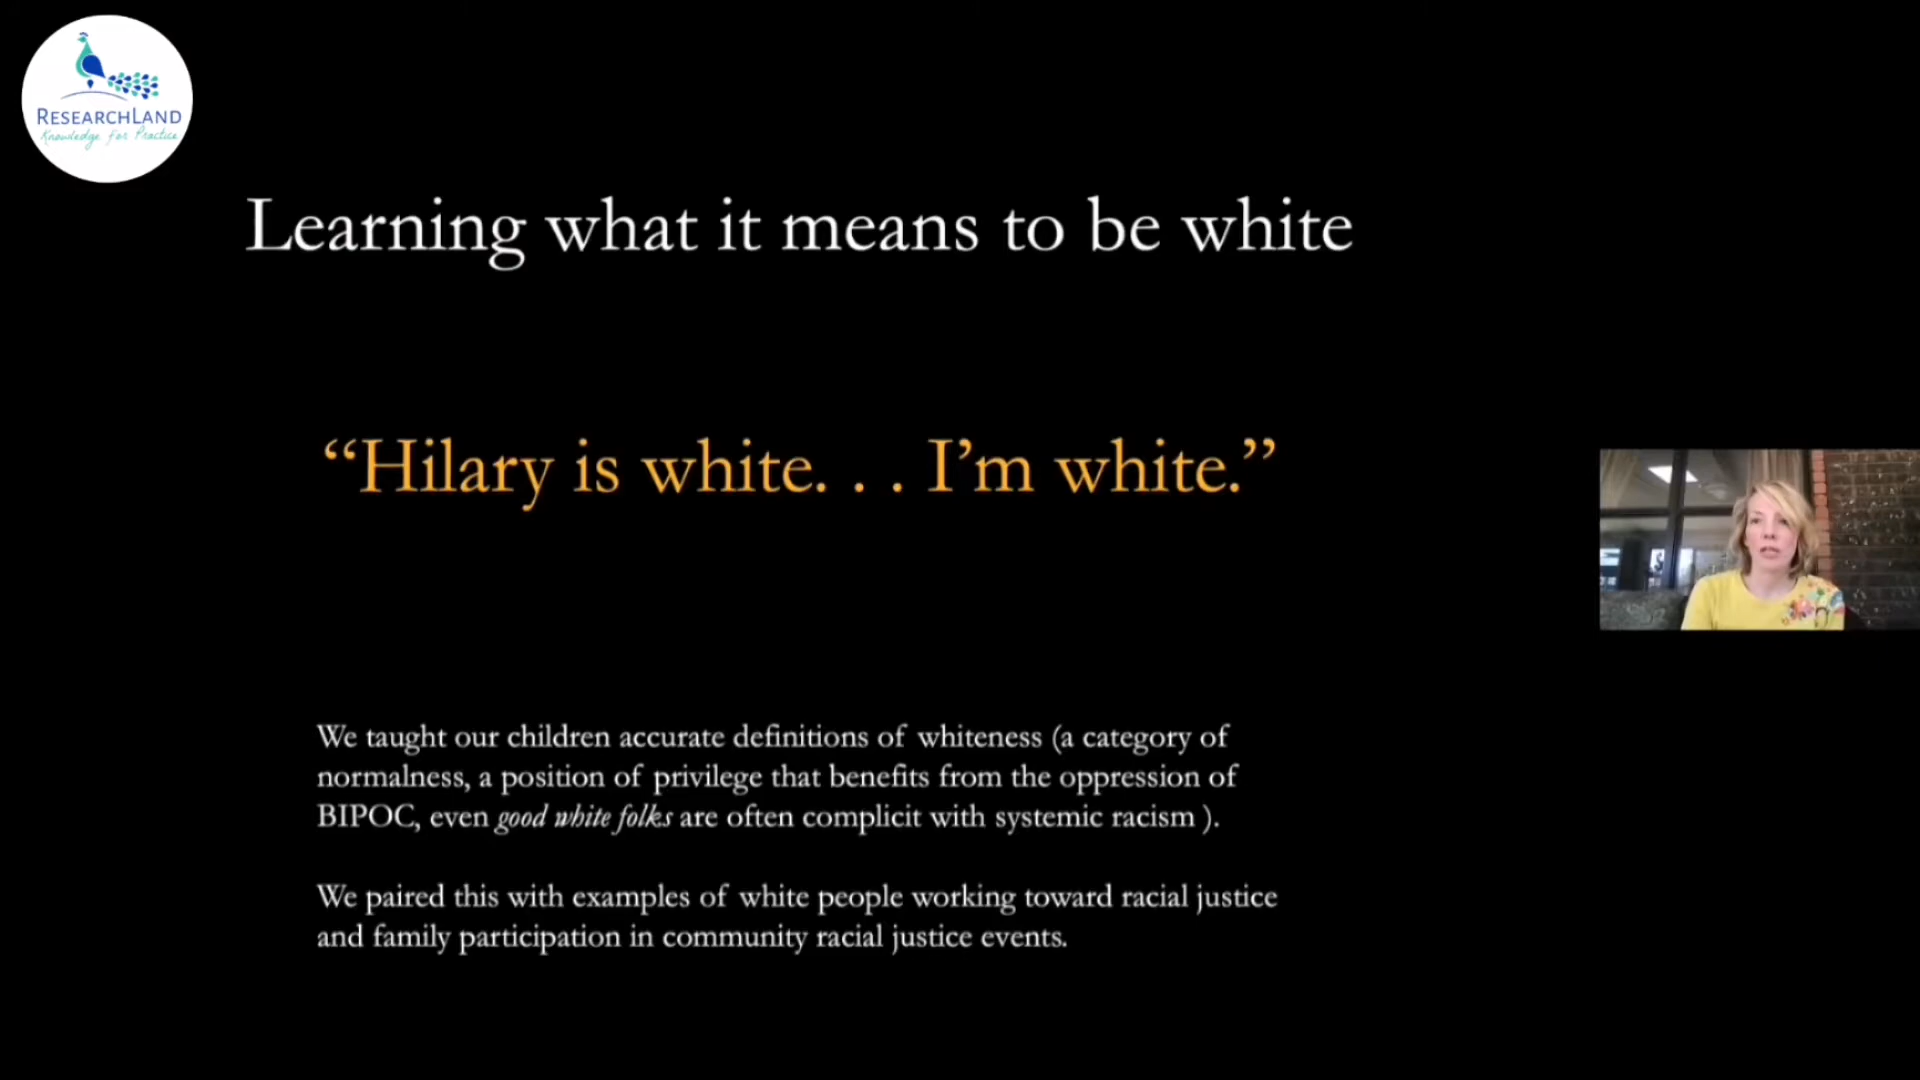 RESEARCHLAND
Knowledge For Practice
Learning what it means to be white
“Hilary is white. . . I’m white.”
We taught our children accurate definitions of whiteness (a category of
normalness, a position of privilege that benefits from the oppression of
BIPOC, even good white folks are often complicit with systemic racism ).
We paired this with examples of white people working toward racial justice
and family participation in community racial justice events.